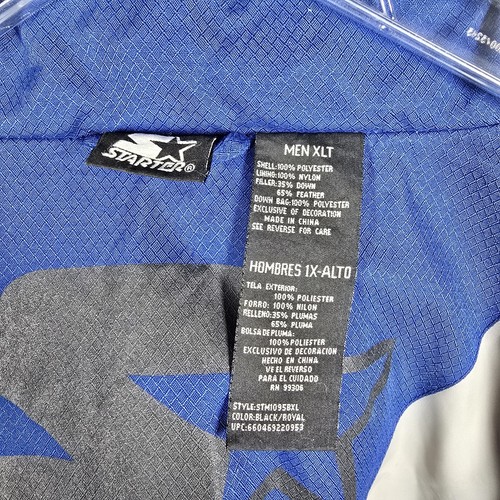 STARTER®
MEN XLT
SHELL:100% POLYESTER
LINING:100% NYLON
FILLER:35% DOWN
65% FEATHER
DOWN BAG:100% POLYESTER
EXCLUSIVE OF DECORATION
MADE IN CHINA
SEE REVERSE FOR CARE
HOMBRES 1X-ALTO
TELA EXTERIOR:
100% POLIESTER
FORRO: 100% NILON
RELLENO:35% PLUMAS
65% PLUMA
BOLSA DE PLUMA:
100% POLIESTER
EXCLUSIVO DE DECORACION
HECHO EN CHINA
VE EL REVERSO
PARA EL CUIDADO
RN 99306
STYLE:STM1095BXL
COLOR:BLACK/ROYAL
UPC:660469220953